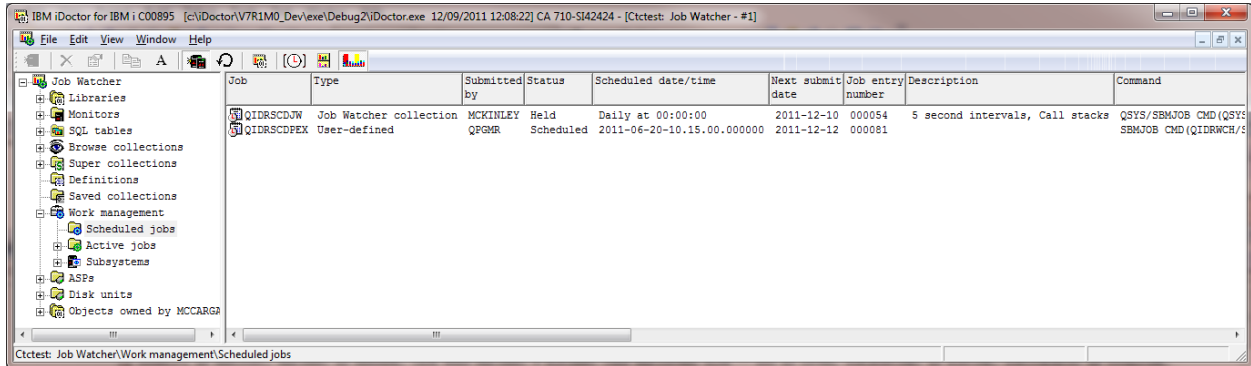 IBM iDoctor for IBM i C00895 [c:\iDoctor\V7R1M0_Dev\exe\Debug2\iDoctor.exe 12/09/2011 12:08:22] CA 710-SI42424 - [Ctctest: Job Watcher - #1]
File Edit View Window Help
Job Watcher
Libraries
Monitors
SQL tables
Browse collections
Super collections
Definitions
Saved collections
Work management
Scheduled jobs
Active jobs
Subsystems
ASPs
Disk units
Objects owned by MCCARGA
Job Type Submitted by Status Scheduled date/time Next submit date Job entry number Description Command
QIDRSCDJW Job Watcher collection MCKINLEY Held Daily at 00:00:00 2011-12-10 000054 5 second intervals, Call stacks QSYS/SBMJOB CMD(QSYS
QIDRSCDPEX User-defined QPGMR Scheduled 2011-06-20-10.15.00.000000 2011-12-12 000081 SBMJOB CMD(QIDRWCH/S
Ctctest: Job Watcher\Work management\Scheduled jobs